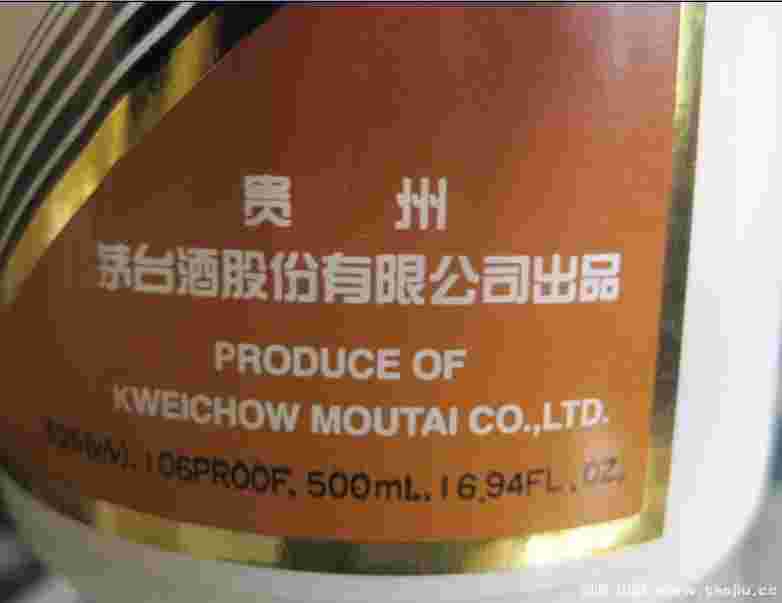 贵 州
茅台酒股份有限公司出品
PRODUCE OF
KWEICHOW MOUTAI CO.,LTD.
106PROOF. 500mL. 16.94FL.OZ.